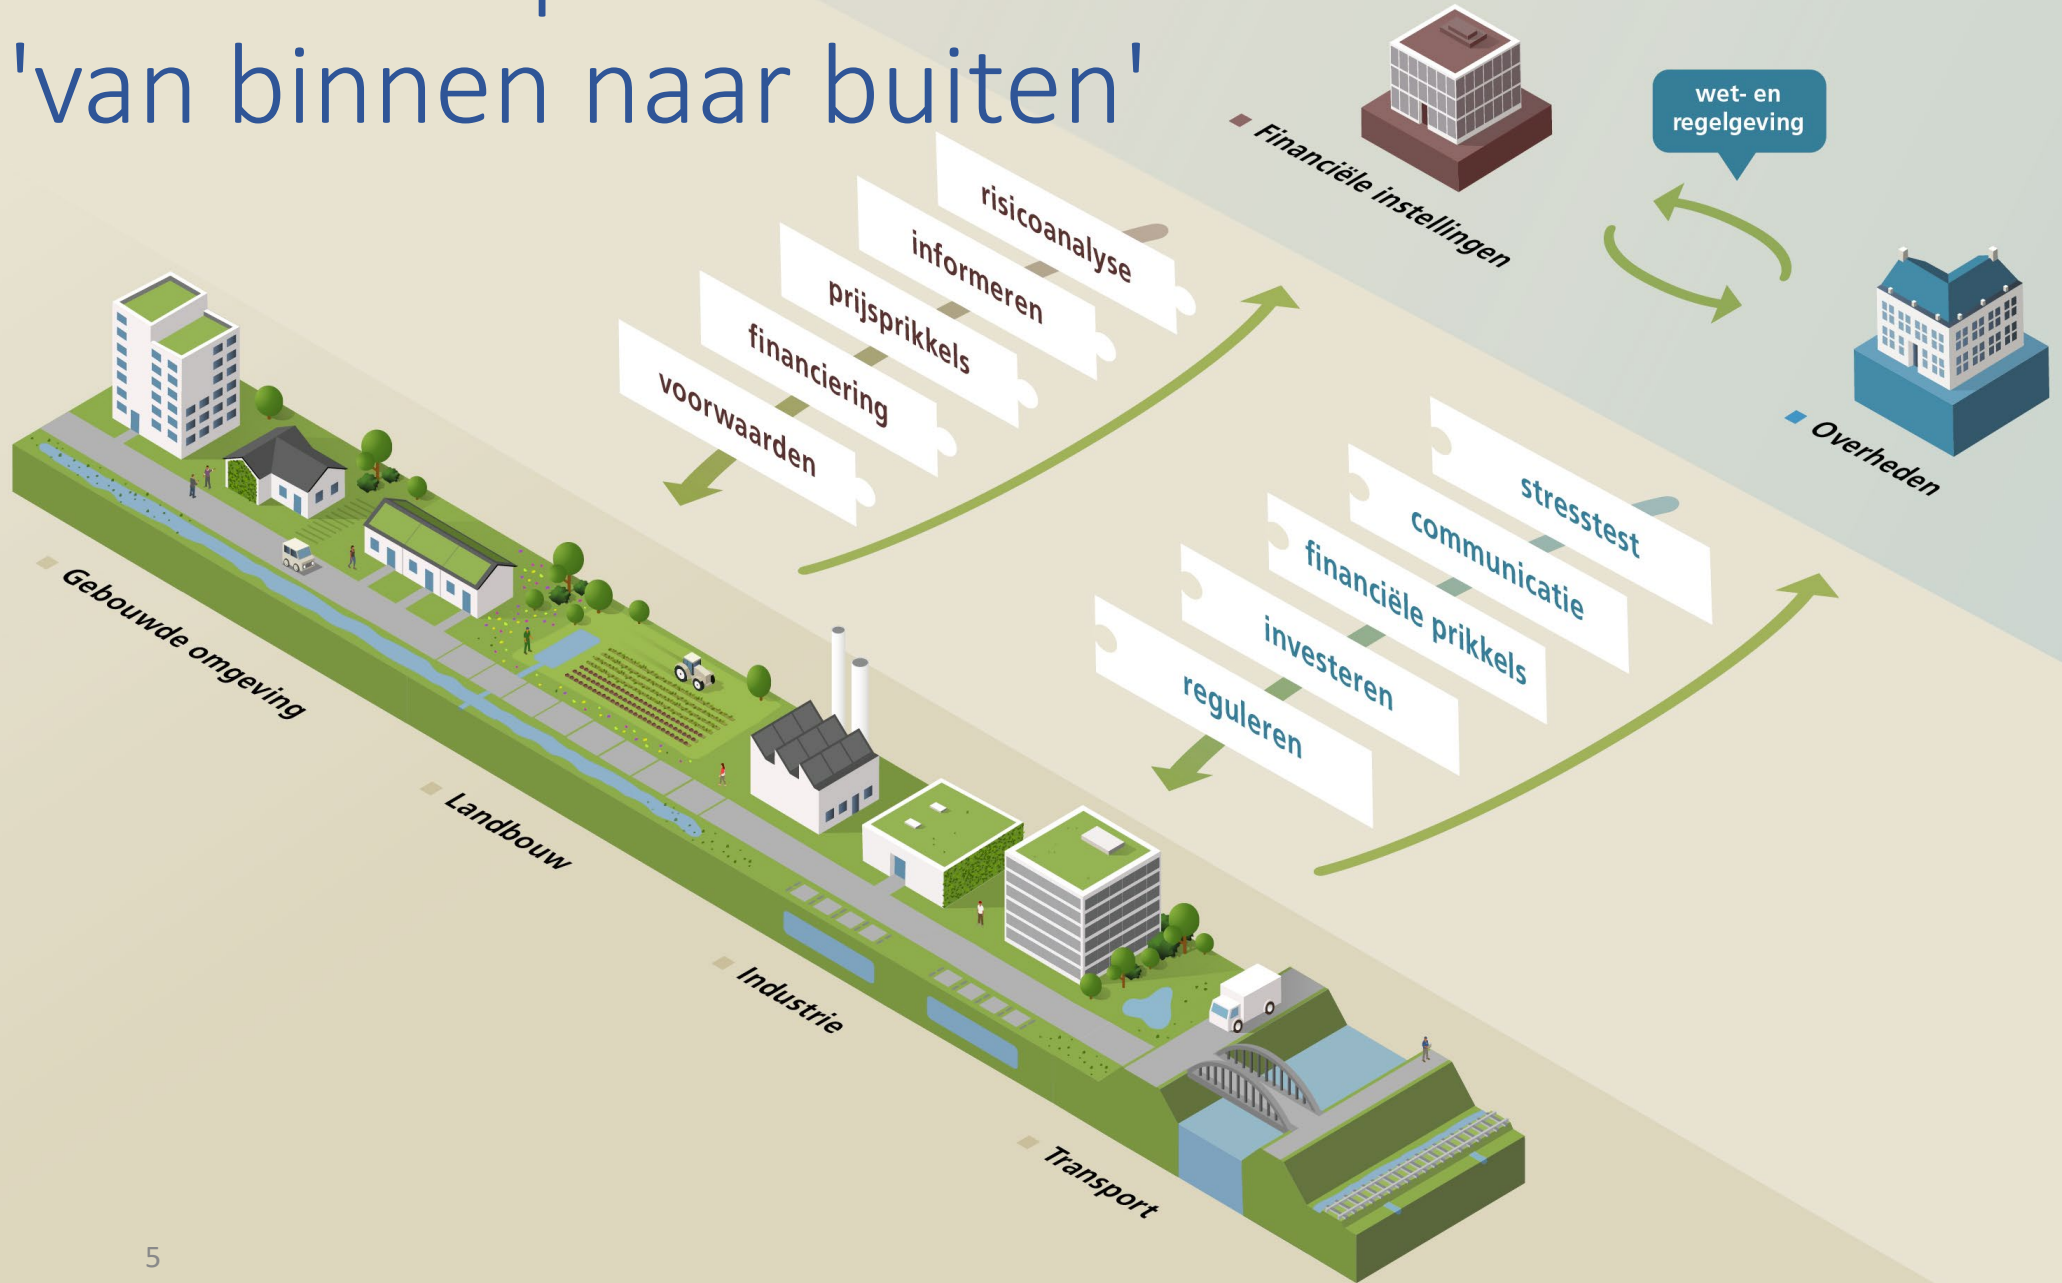 'van binnen naar buiten'
Financiële instellingen
wet- en
regelgeving
Overheden
risicoanalyse
informeren
prijsprikkels
financiering
voorwaarden
stresstest
communicatie
financiële prikkels
investeren
reguleren
Gebouwde omgeving
Landbouw
Industrie
Transport
5